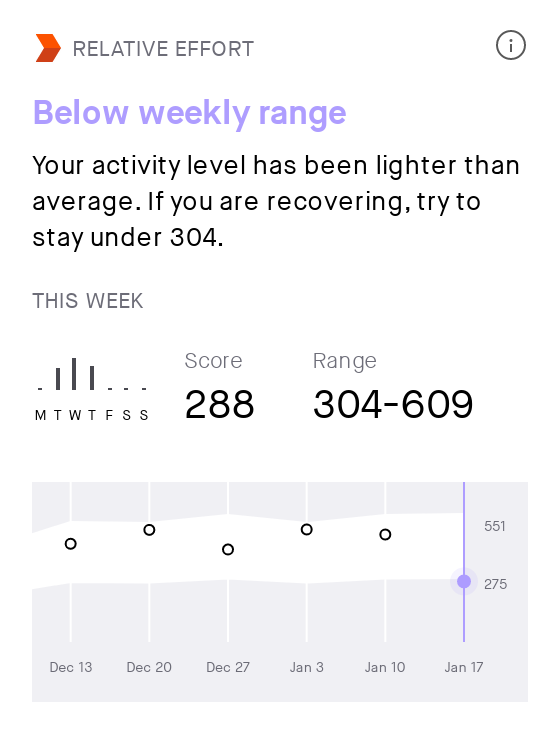 RELATIVE EFFORT
Below weekly range
Your activity level has been lighter than
average. If you are recovering, try to
stay under 304.
THIS WEEK
Score Range
288 304-609
M T W T F S S
551
275
Dec 13 Dec 20 Dec 27 Jan 3 Jan 10 Jan 17